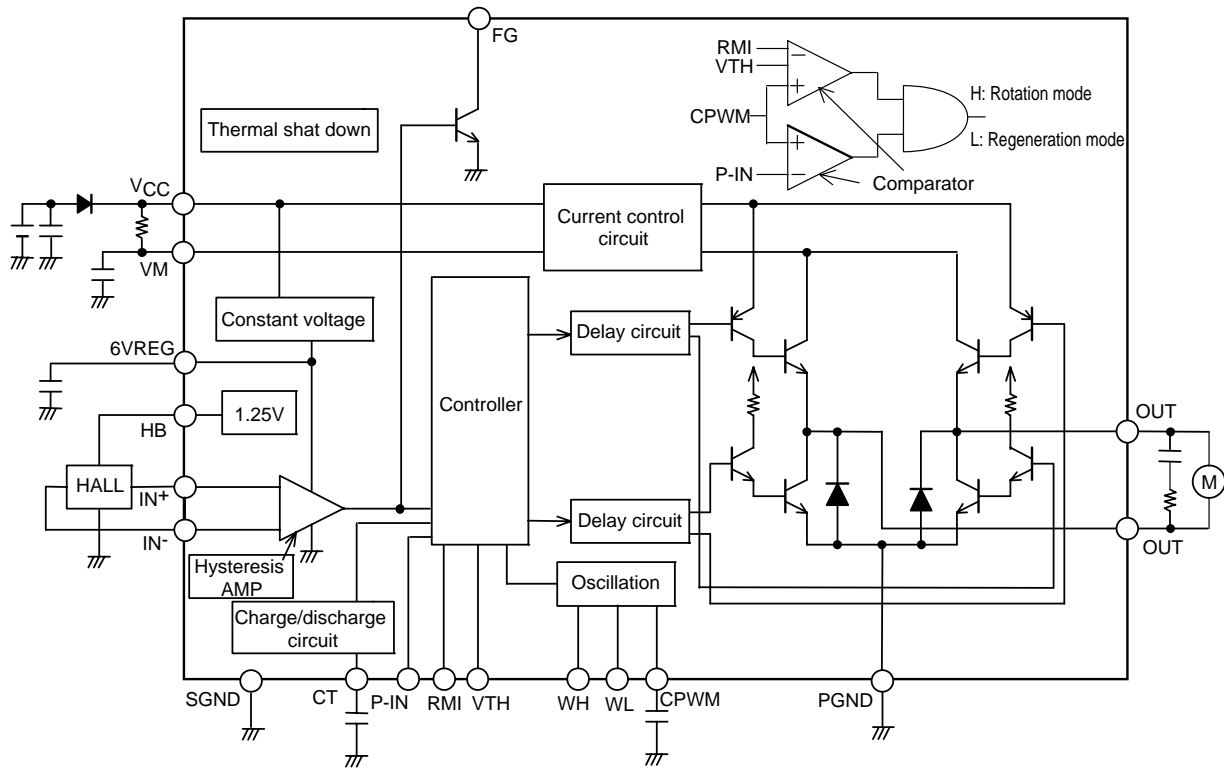 FG
RMI
VTH
CPWM
P-IN
H: Rotation mode
L: Regeneration mode
Comparator
Thermal shat down
VCC
VM
Current control
circuit
Constant voltage
6VREG
1.25V
HB
HALL
IN+
IN-
Hysteresis
AMP
Controller
Delay circuit
Delay circuit
Oscillation
Charge/discharge
circuit
OUT
M
OUT
SGND
CT
P-IN
RMI
VTH
WH
WL
CPWM
PGND